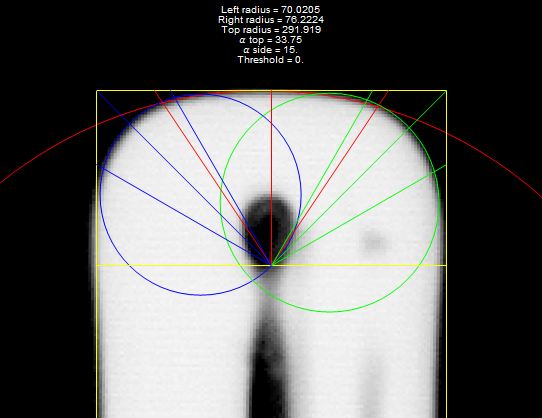 Left radius = 70.0205
Right radius = 76.2224
Top radius = 291.919
α top = 33.75
α side = 15.
Threshold = 0.